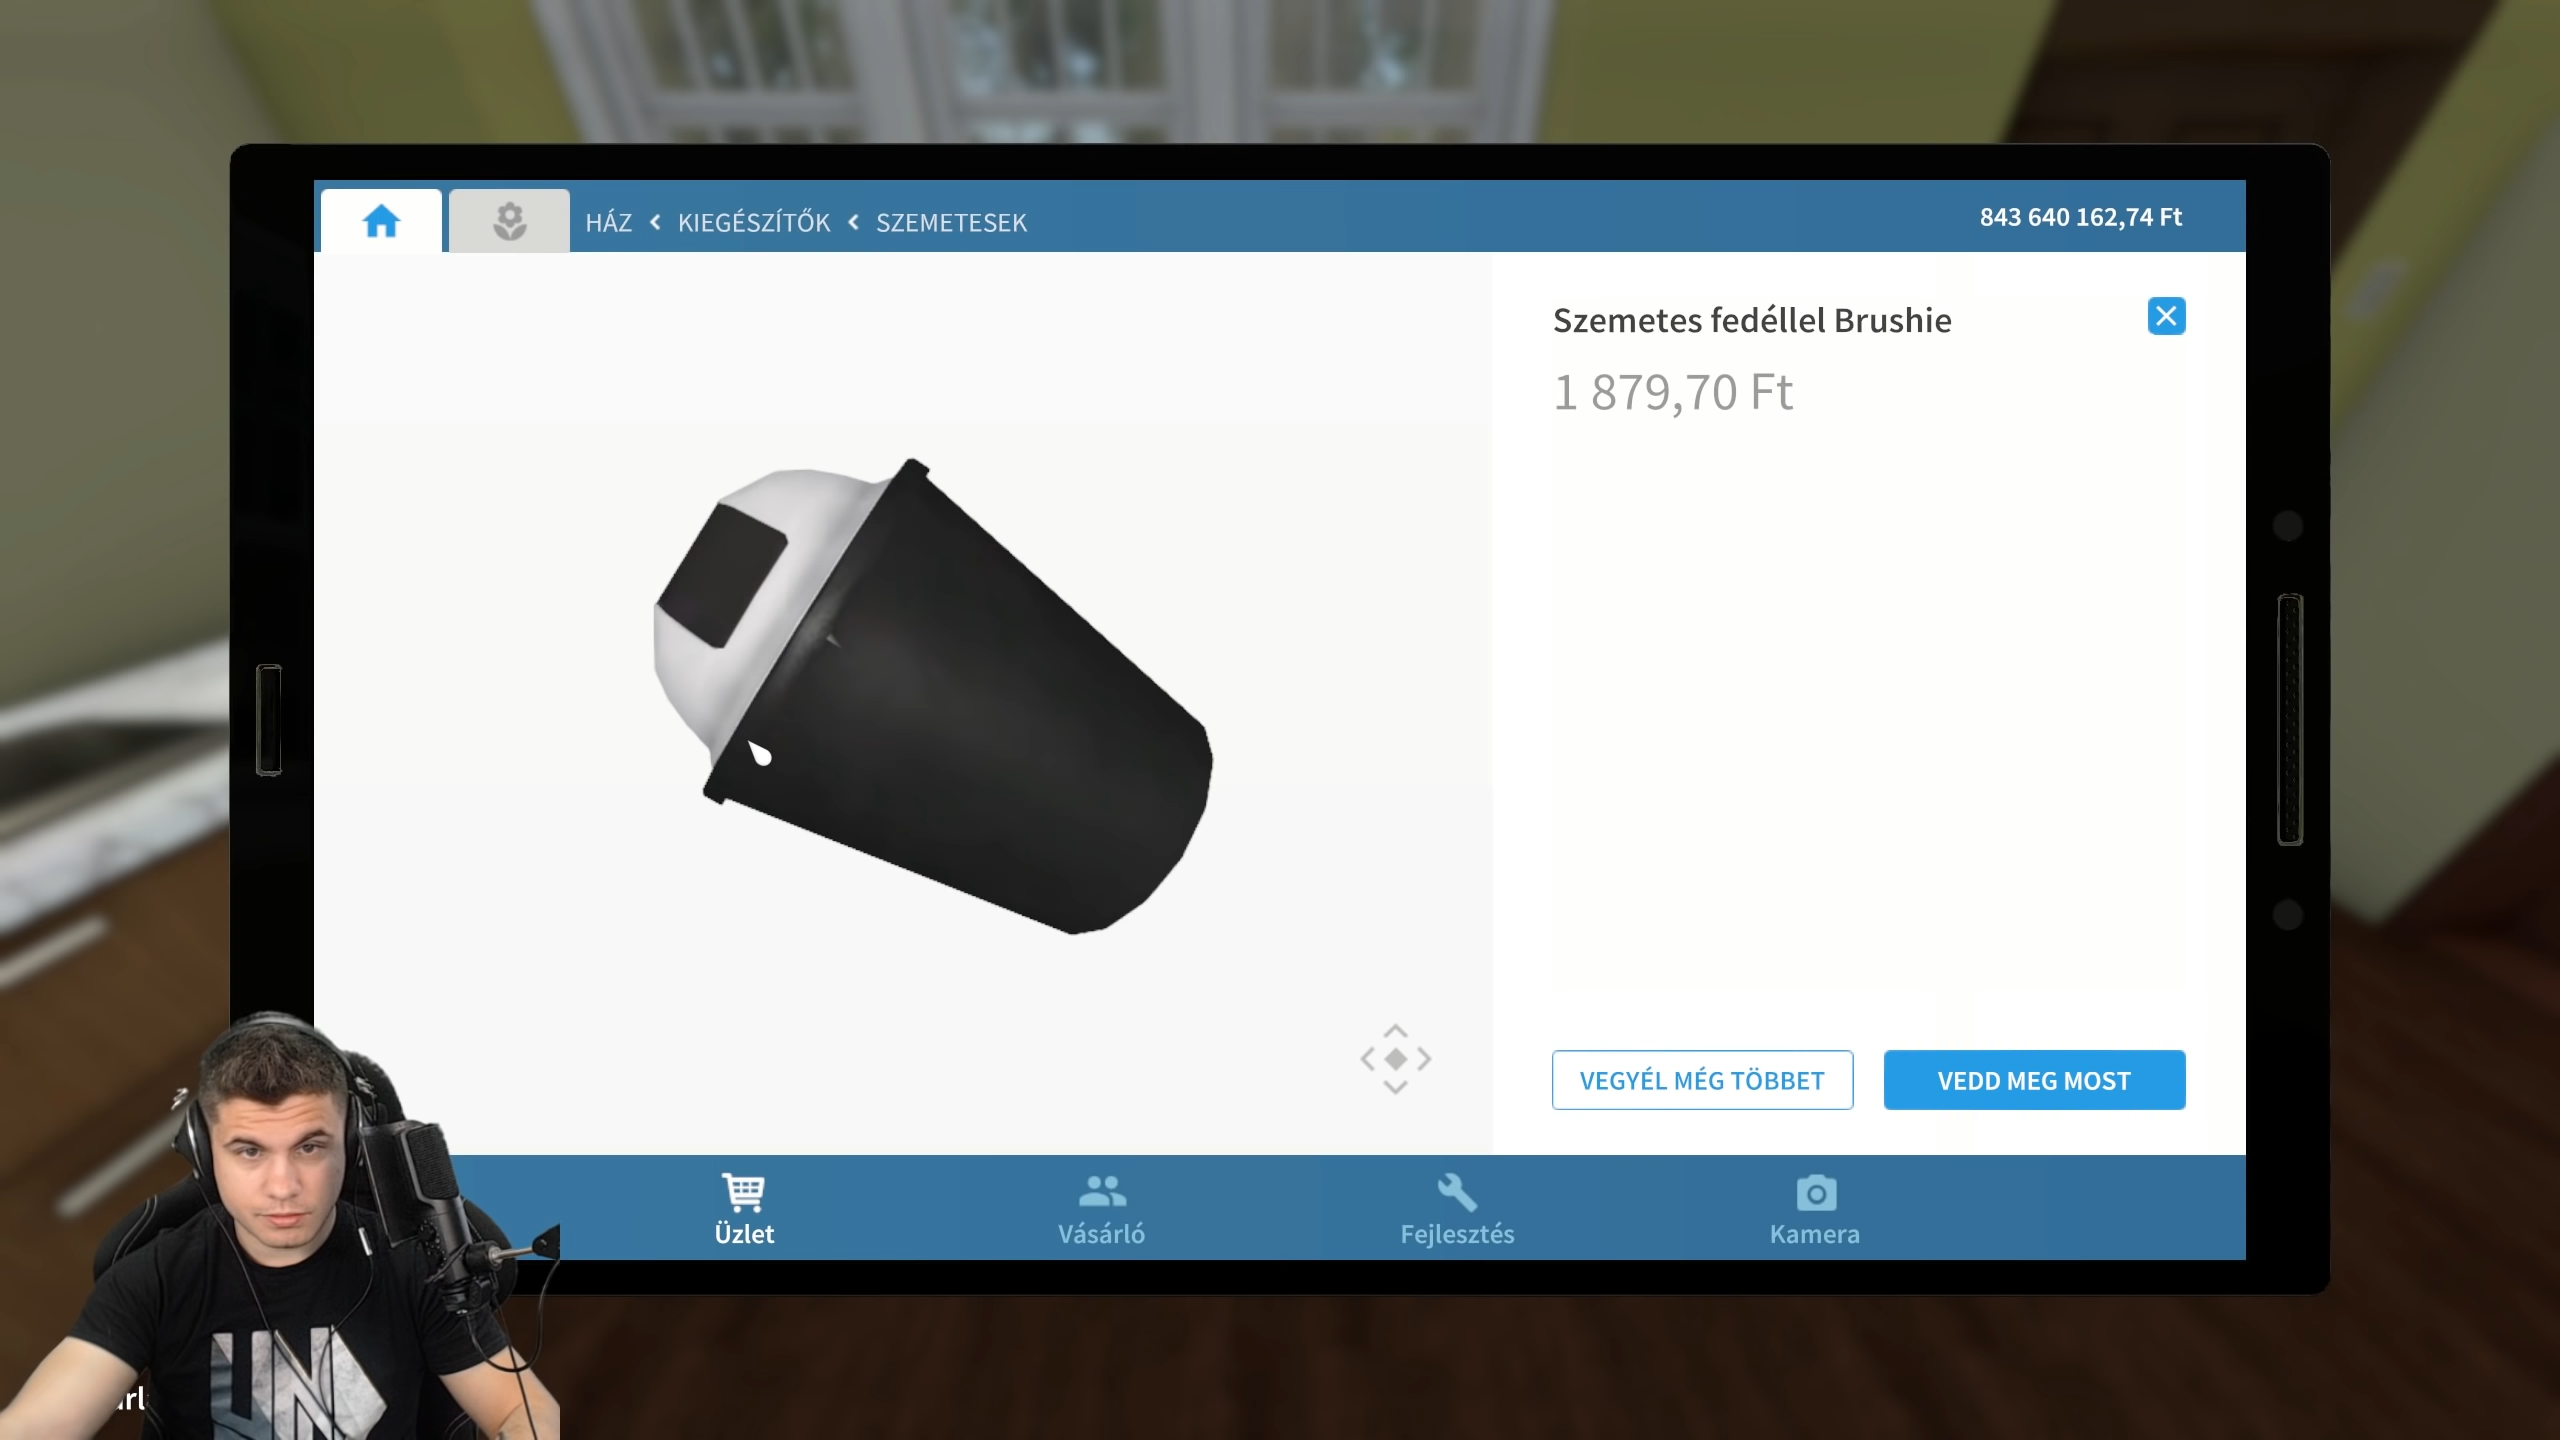 HÁZ < KIEGÉSZÍTŐK < SZEMETESEK
843 640 162,74 Ft
Szemetes fedéllel Brushie
1 879,70 Ft
VEGYÉL MÉG TÖBBET
VEDD MEG MOST
Üzlet
Vásárló
Fejlesztés
Kamera